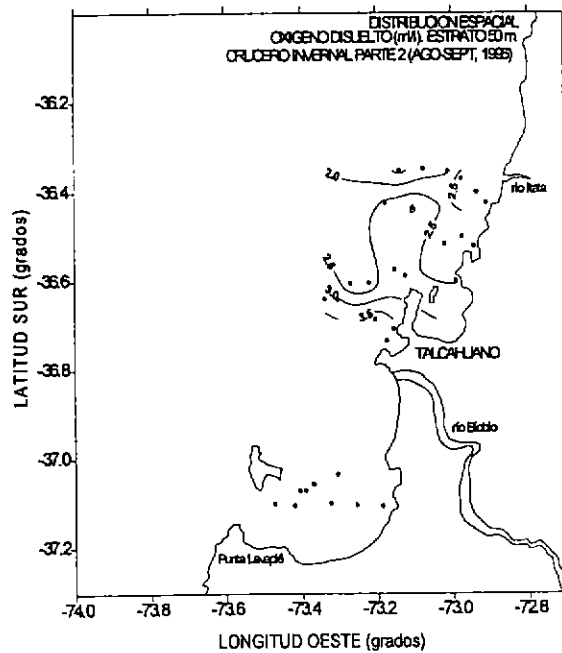 DISTRIBUCION ESPACIAL
OXIGENO DISUELTO (ml/l). ESTRATO 50 m
CRUCERO INVERNAL PARTE 2 (AGO-SEPT, 1995)
-36.2
2.0
2.5
río Itata
-36.4
2.5
2.5
-36.6
3.0
3.5
TALCAHUANO
-36.8
río Biobío
-37.0
Punta Lavapié
-37.2
-74.0 -73.8 -73.6 -73.4 -73.2 -73.0 -72.8
LATITUD SUR (grados)
LONGITUD OESTE (grados)